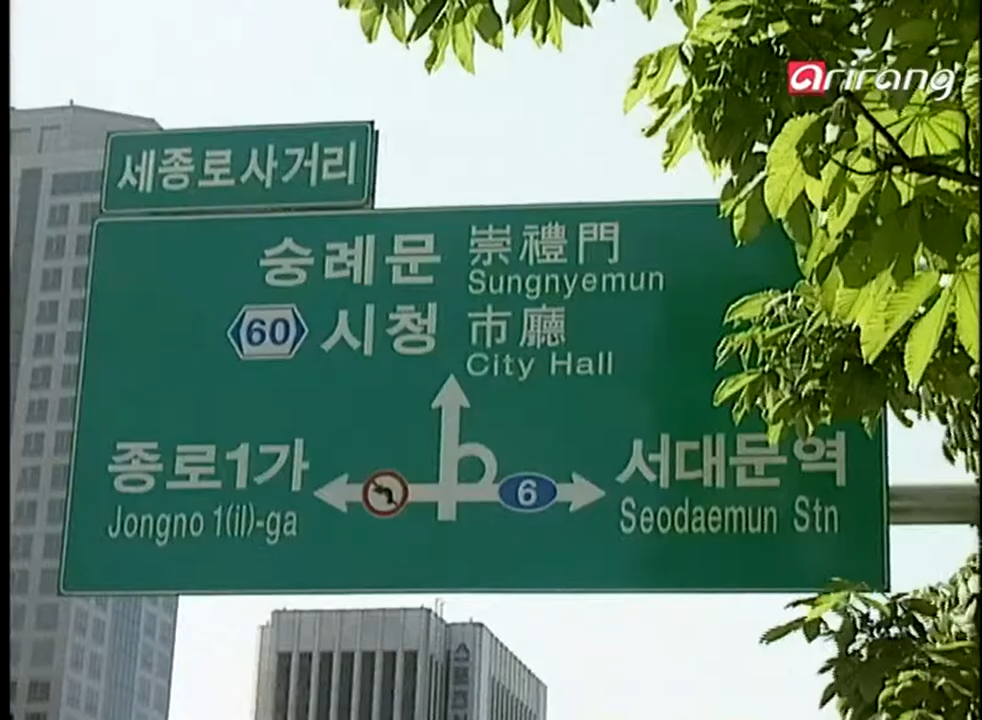 arirang
세종로사거리
숭례문 崇禮門
Sungnyemun
60 시청 市廳
City Hall
종로1가
Jongno 1(il)-ga
6
서대문역
Seodaemun Stn